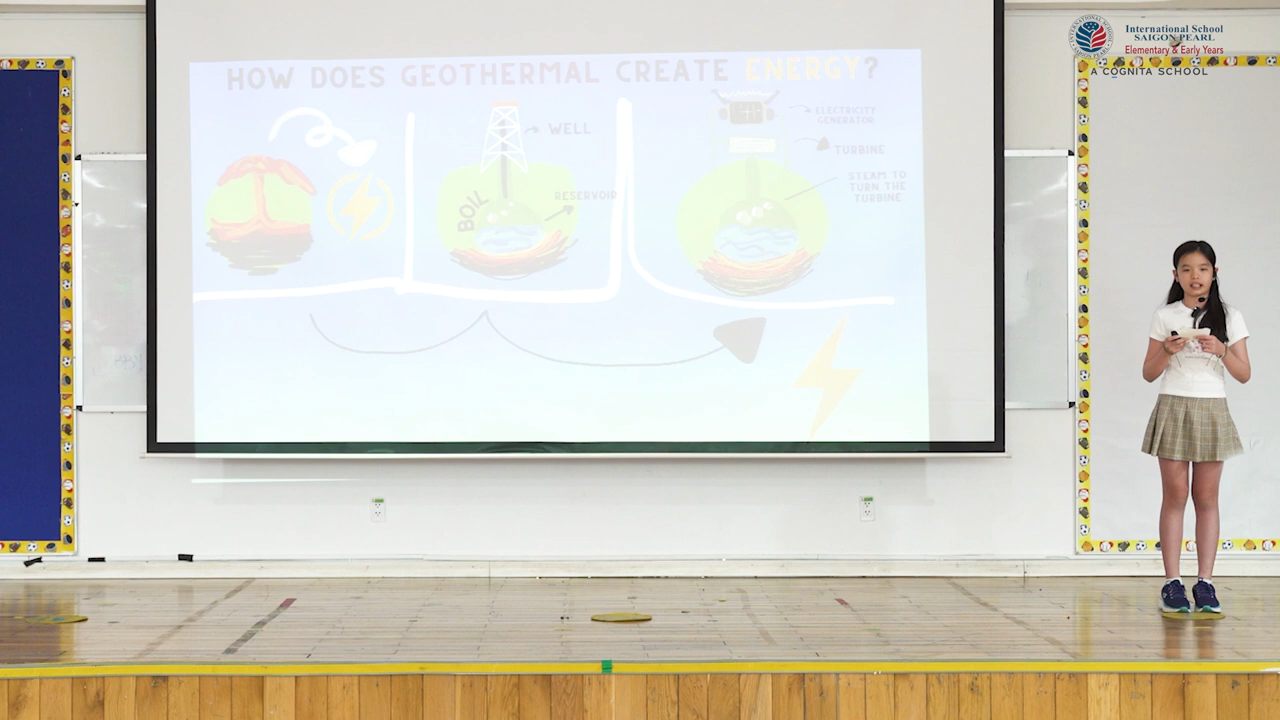 HOW DOES GEOTHERMAL CREATE ENERGY?
WELL
RESERVOIR
BOIL
ELECTRICITY
GENERATOR
TURBINE
STEAM TO
TURN THE
TURBINE
International School
SAIGON PEARL
Elementary & Early Years
A COGNITA SCHOOL